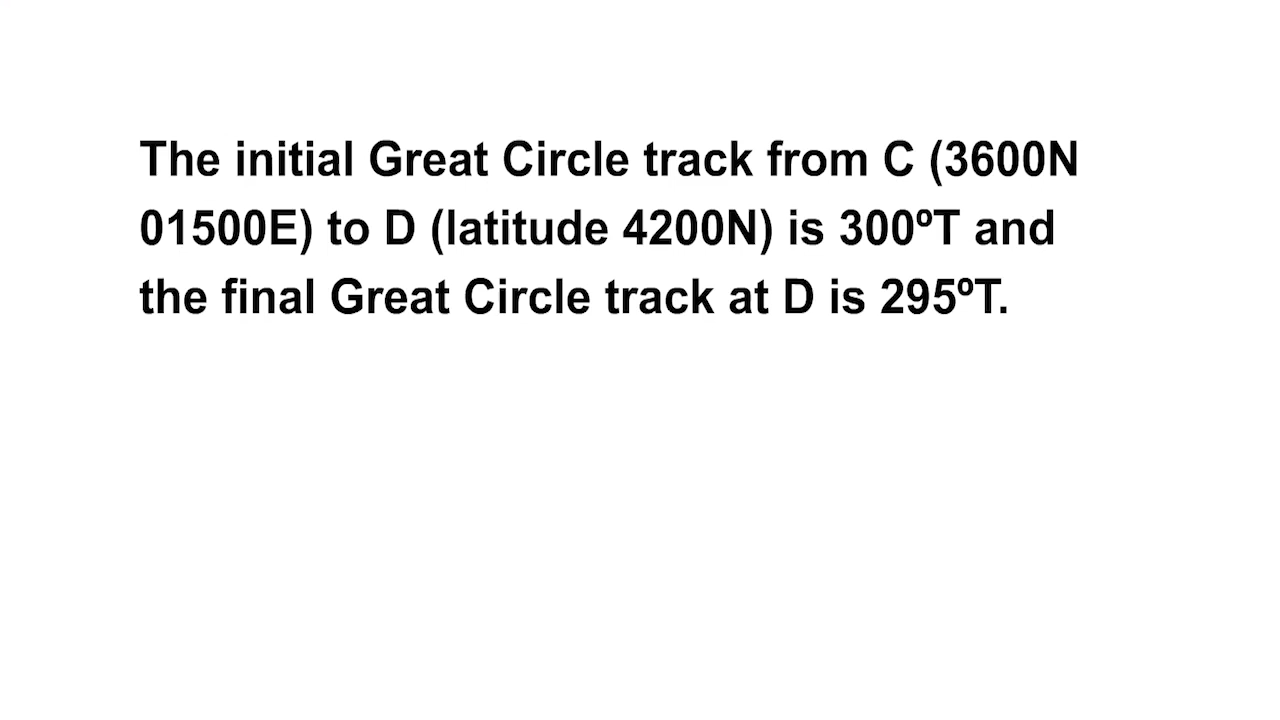 The initial Great Circle track from C (3600N
01500E) to D (latitude 4200N) is 300ºT and
the final Great Circle track at D is 295ºT.